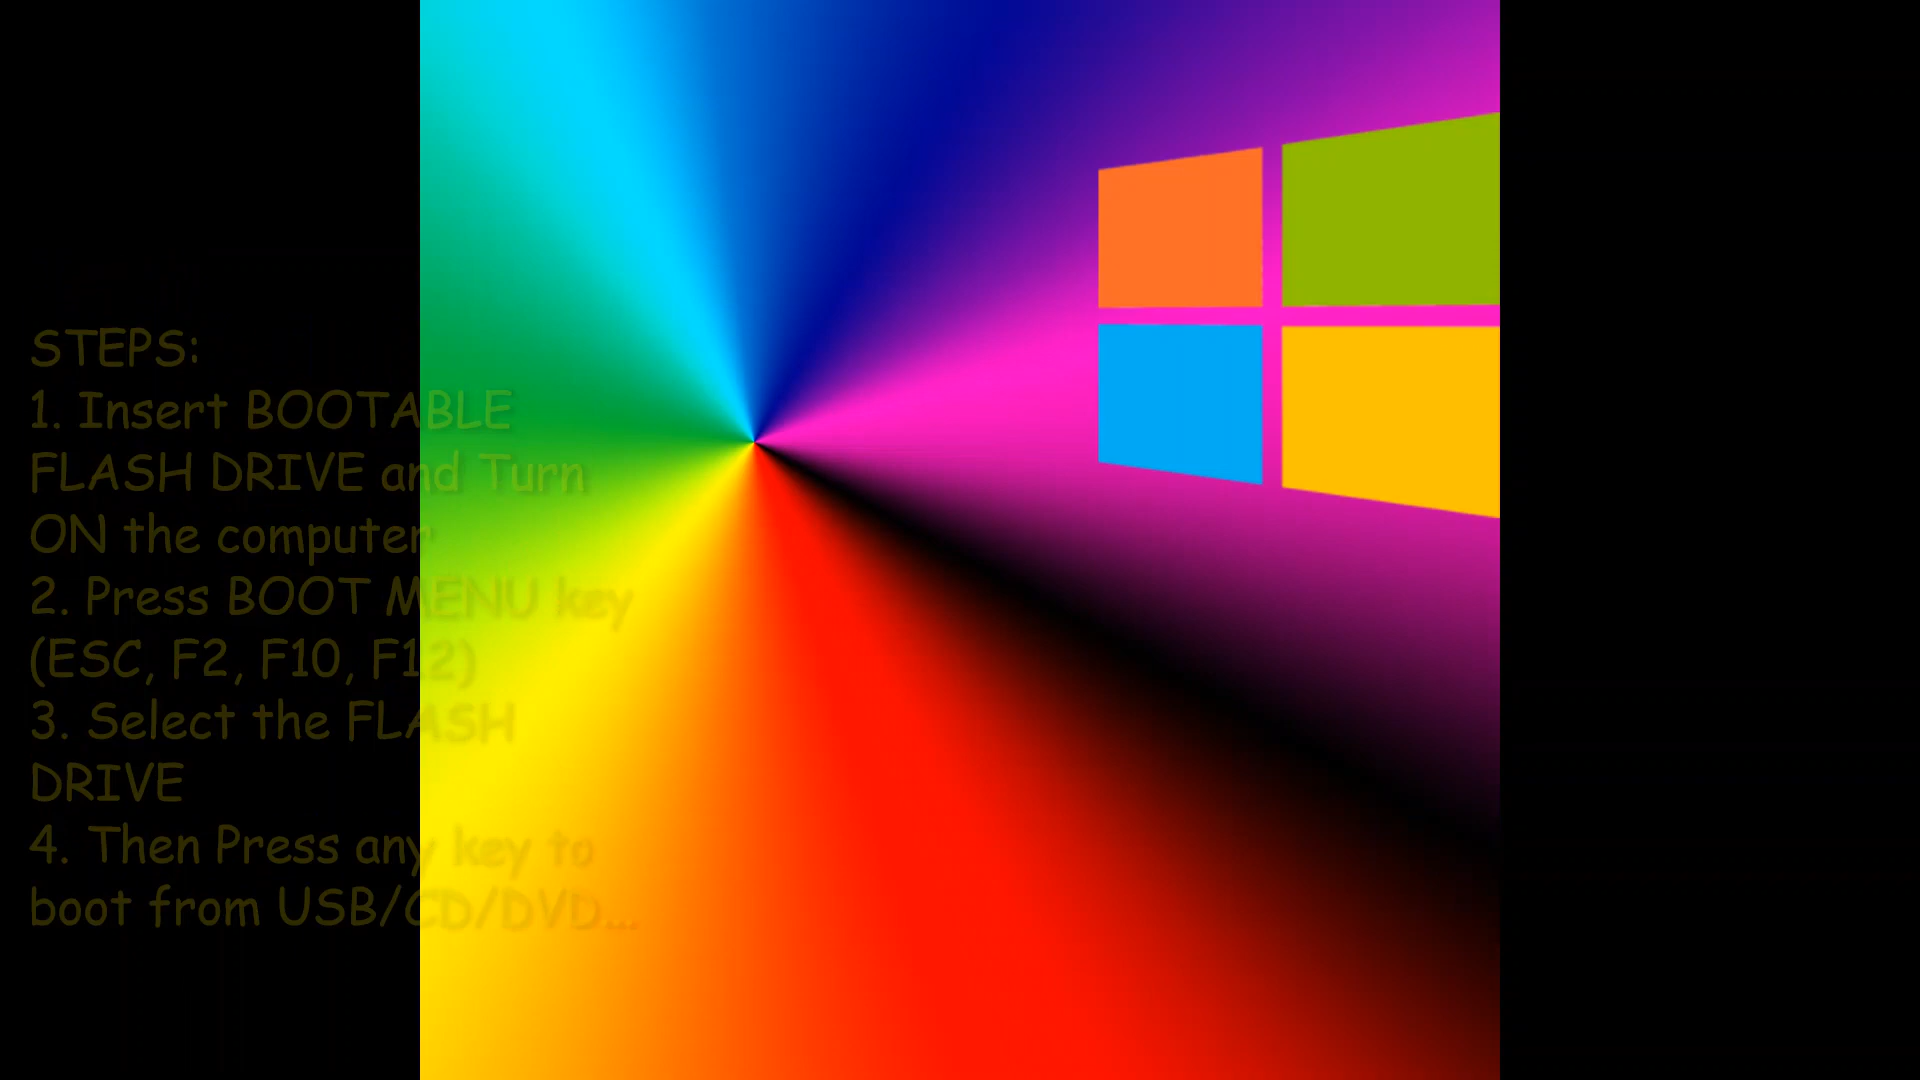 STEPS:
1. Insert BOOTABLE
FLASH DRIVE and Turn
ON the computer
2. Press BOOT MENU key
(ESC, F2, F10, F12)
3. Select the FLASH
DRIVE
4. Then Press any key to
boot from USB/CD/DVD...